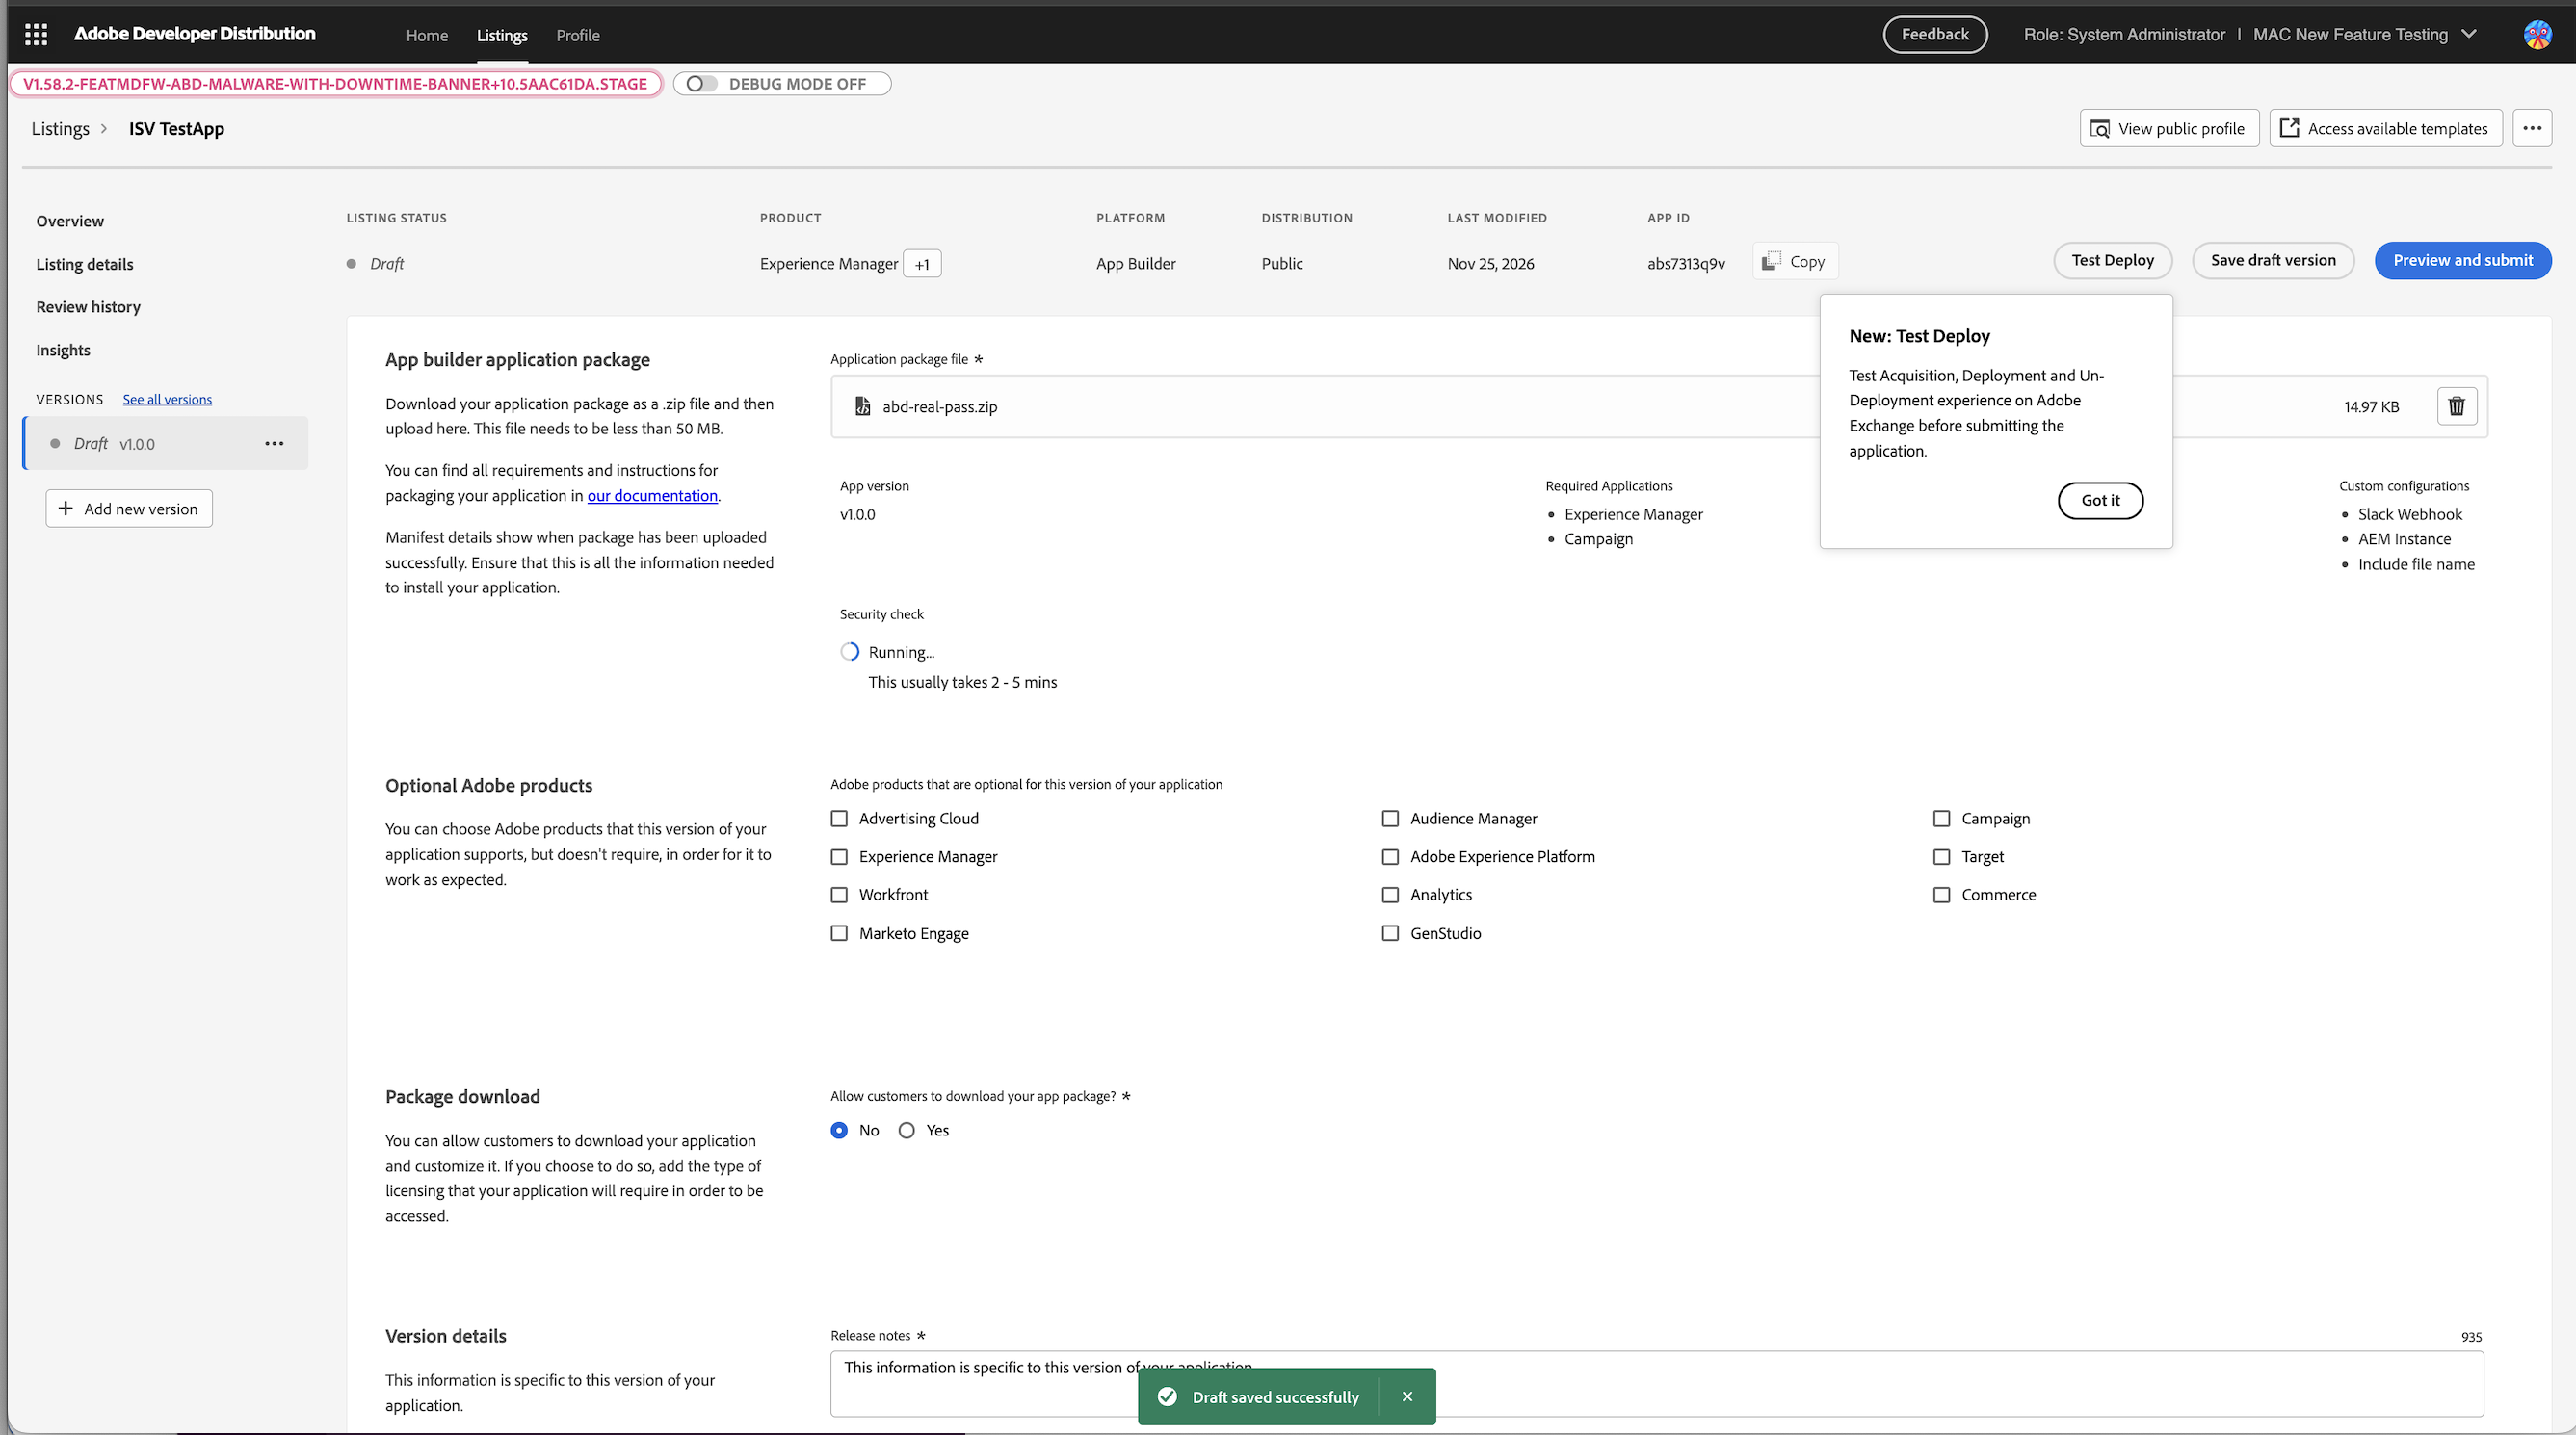 Adobe Developer Distribution
Home
Listings
Profile
Feedback
Role: System Administrator | MAC New Feature Testing
V1.58.2-FEATMDFW-ABD-MALWARE-WITH-DOWNTIME-BANNER+10.5AAC61DA.STAGE
DEBUG MODE OFF
Listings > ISV TestApp
View public profile
Access available templates
Overview
Listing details
Review history
Insights
VERSIONS See all versions
Draft v1.0.0
+ Add new version
LISTING STATUS
Draft
PRODUCT
Experience Manager +1
PLATFORM
App Builder
DISTRIBUTION
Public
LAST MODIFIED
Nov 25, 2026
APP ID
abs7313q9v
Copy
Test Deploy
Save draft version
Preview and submit
New: Test Deploy
Test Acquisition, Deployment and Un-
Deployment experience on Adobe
Exchange before submitting the
application.
Got it
App builder application package
Download your application package as a .zip file and then
upload here. This file needs to be less than 50 MB.
You can find all requirements and instructions for
packaging your application in our documentation.
Manifest details show when package has been uploaded
successfully. Ensure that this is all the information needed
to install your application.
Application package file *
abd-real-pass.zip
14.97 KB
App version
v1.0.0
Required Applications
• Experience Manager
• Campaign
Custom configurations
• Slack Webhook
• AEM Instance
• Include file name
Security check
Running...
This usually takes 2 - 5 mins
Optional Adobe products
You can choose Adobe products that this version of your
application supports, but doesn't require, in order for it to
work as expected.
Adobe products that are optional for this version of your application
Advertising Cloud
Audience Manager
Campaign
Experience Manager
Adobe Experience Platform
Target
Workfront
Analytics
Commerce
Marketo Engage
GenStudio
Package download
You can allow customers to download your application
and customize it. If you choose to do so, add the type of
licensing that your application will require in order to be
accessed.
Allow customers to download your app package? *
No
Yes
Version details
This information is specific to this version of your
application.
Release notes *
935
This information is specific to this version of your application
Draft saved successfully